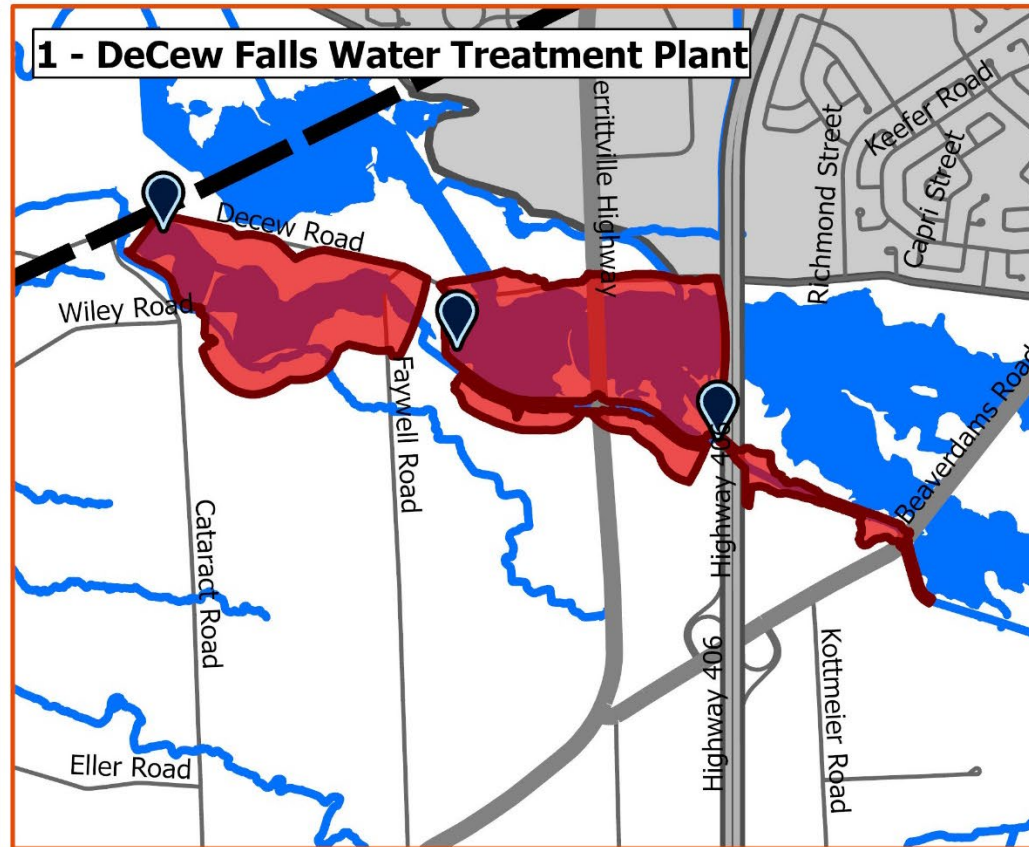 1 - DeCew Falls Water Treatment Plant
errittville Highway
Keefer Road
Richmond Street
Capri Street
Decew Road
Wiley Road
Faywell Road
Beaverdams Road
Highway 406
Cataract Road
Highway 406
Kottmeier Road
Eller Road